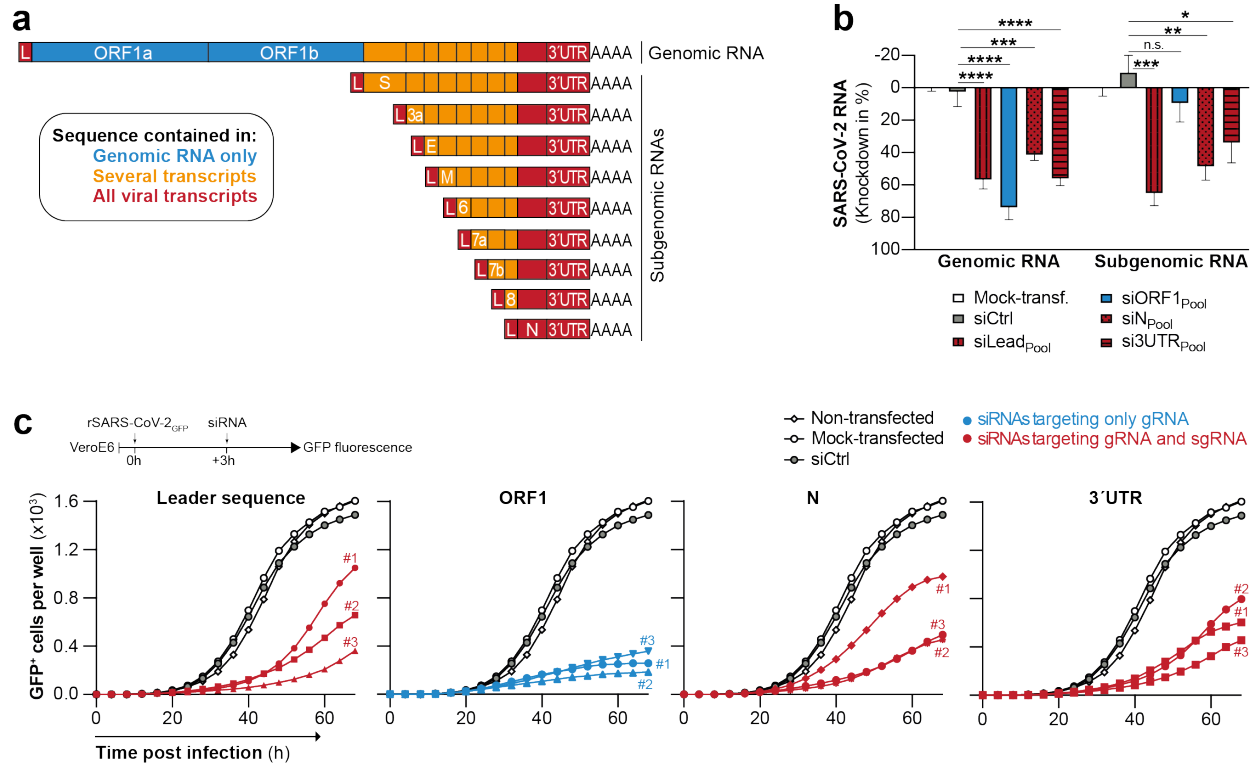 a
L ORF1a ORF1b 3´UTR AAAA Genomic RNA
L S 3´UTR AAAA
L 3a 3´UTR AAAA
L E 3´UTR AAAA
L M 3´UTR AAAA
L 6 3´UTR AAAA
L 7a 3´UTR AAAA
L 7b 3´UTR AAAA
L 8 3´UTR AAAA
L N 3´UTR AAAA
Subgenomic RNAs
Sequence contained in:
Genomic RNA only
Several transcripts
All viral transcripts
b
SARS-CoV-2 RNA
(Knockdown in %)
-20
0
20
40
60
80
100
****
***
****
****
*
**
n.s.
***
Genomic RNA Subgenomic RNA
Mock-transf.
siCtrl
siLeadPool
siORF1Pool
siNPool
si3UTRPool
c
rSARS-CoV-2GFP siRNA
VeroE6 GFP fluorescence
0h +3h
Non-transfected
Mock-transfected
siCtrl
siRNAs targeting only gRNA
siRNAs targeting gRNA and sgRNA
GFP+ cells per well (x10³)
1.6
1.2
0.8
0.4
0.0
Leader sequence
#1
#2
#3
0 20 40 60
ORF1
#3
#1
#2
0 20 40 60
N
#1
#3
#2
0 20 40 60
3´UTR
#2
#1
#3
0 20 40 60
Time post infection (h)